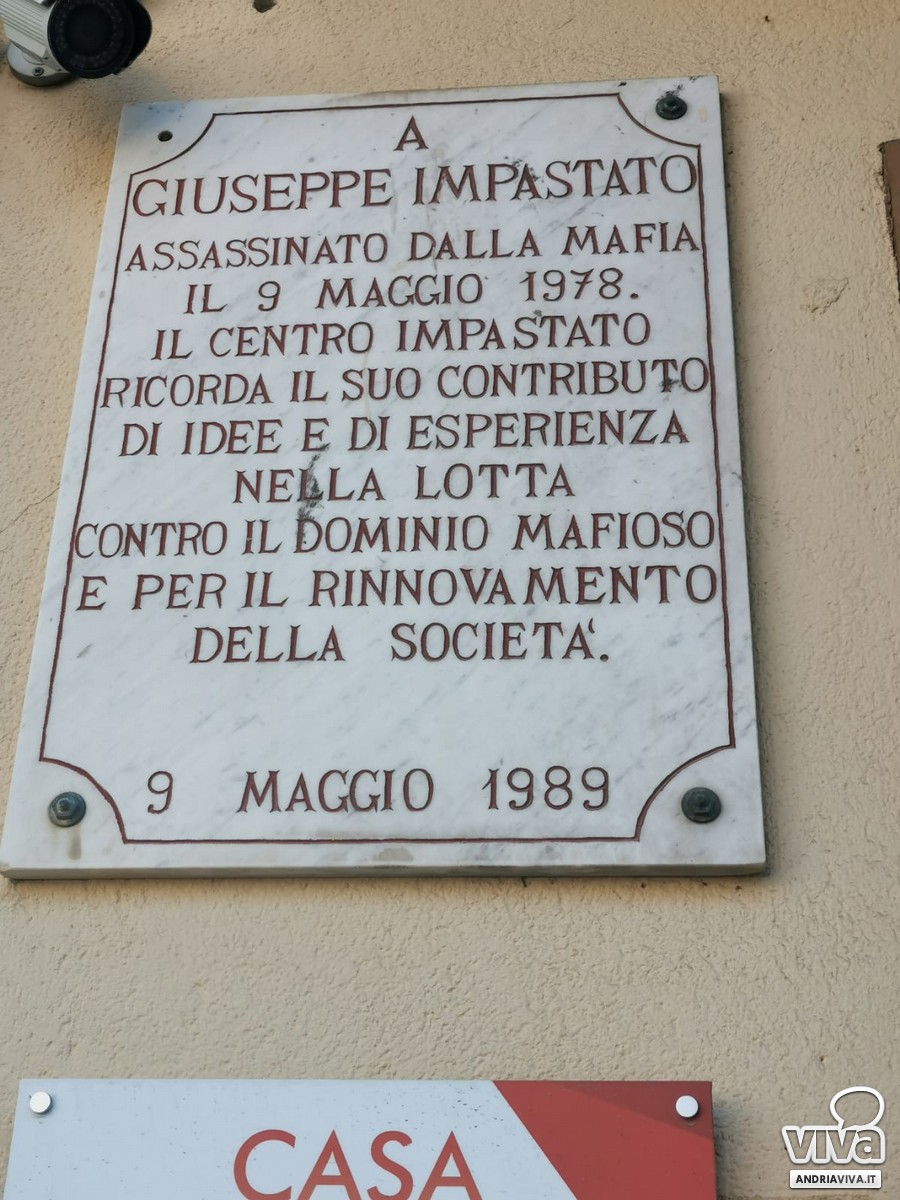 A
GIUSEPPE IMPASTATO
ASSASSINATO DALLA MAFIA
IL 9 MAGGIO 1978.
IL CENTRO IMPASTATO
RICORDA IL SUO CONTRIBUTO
DI IDEE E DI ESPERIENZA
NELLA LOTTA
CONTRO IL DOMINIO MAFIOSO
E PER IL RINNOVAMENTO
DELLA SOCIETA'.
9 MAGGIO 1989
CASA
viva
ANDRIAVIVA.IT